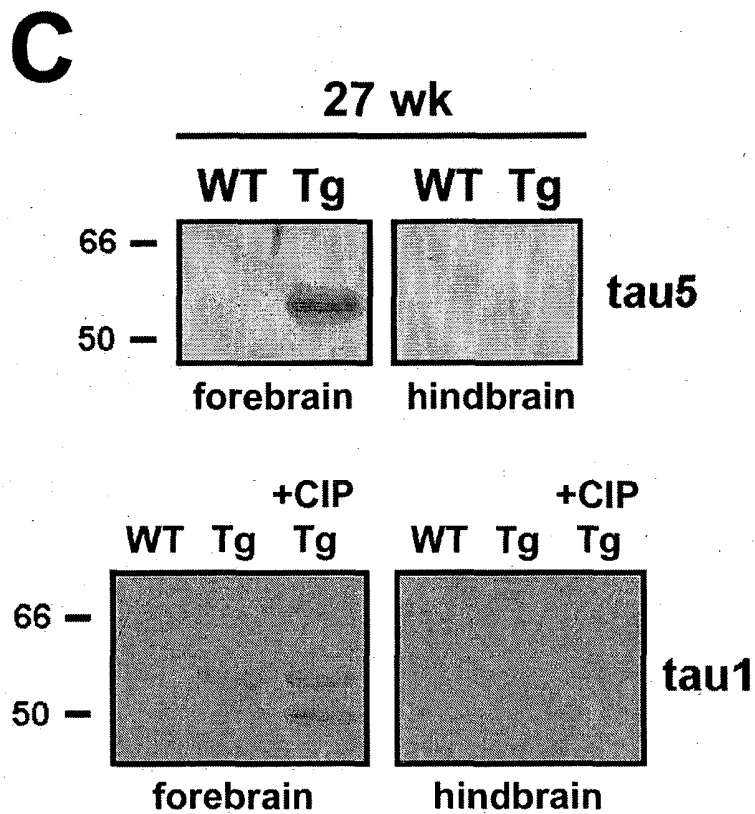 C
27 wk
WT Tg WT Tg
66
50
tau5
forebrain hindbrain
+CIP +CIP
WT Tg Tg WT Tg Tg
66
50
tau1
forebrain hindbrain